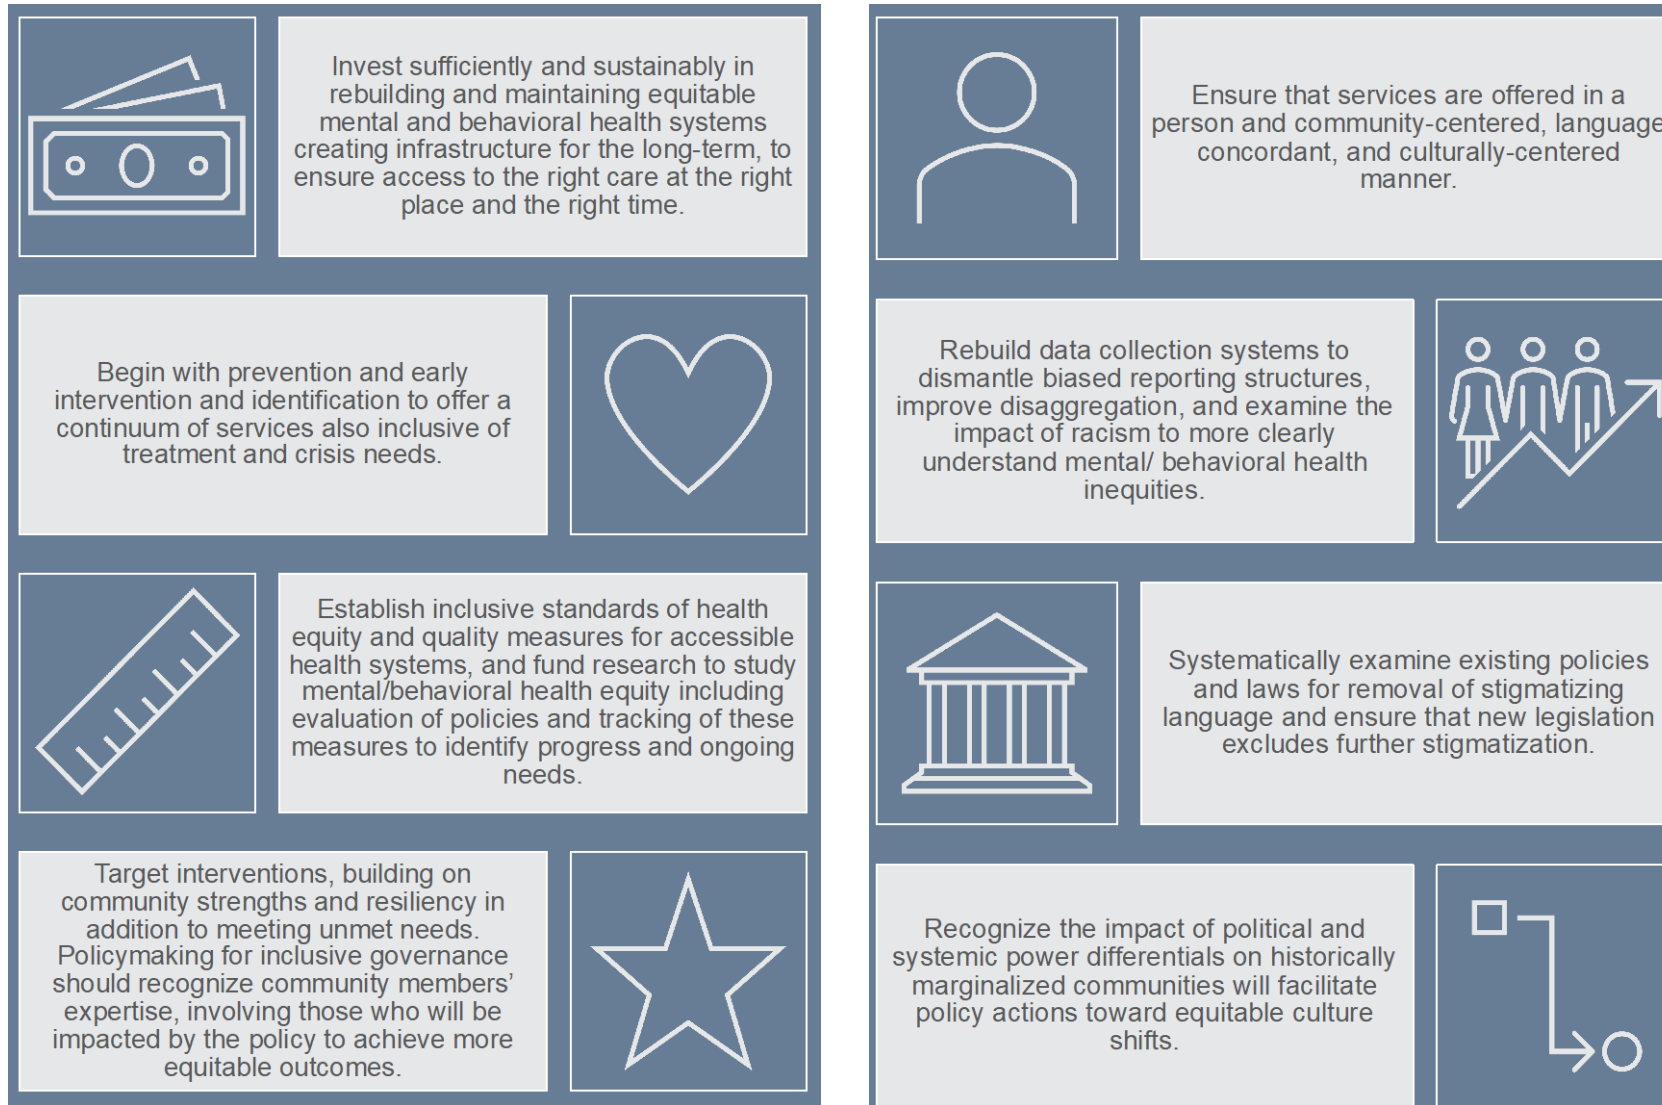 Invest sufficiently and sustainably in
rebuilding and maintaining equitable
mental and behavioral health systems
creating infrastructure for the long-term, to
ensure access to the right care at the right
place and the right time.
Begin with prevention and early
intervention and identification to offer a
continuum of services also inclusive of
treatment and crisis needs.
Establish inclusive standards of health
equity and quality measures for accessible
health systems, and fund research to study
mental/behavioral health equity including
evaluation of policies and tracking of these
measures to identify progress and ongoing
needs.
Target interventions, building on
community strengths and resiliency in
addition to meeting unmet needs.
Policymaking for inclusive governance
should recognize community members’
expertise, involving those who will be
impacted by the policy to achieve more
equitable outcomes.
Ensure that services are offered in a
person and community-centered, language
concordant, and culturally-centered
manner.
Rebuild data collection systems to
dismantle biased reporting structures,
improve disaggregation, and examine the
impact of racism to more clearly
understand mental/ behavioral health
inequities.
Systematically examine existing policies
and laws for removal of stigmatizing
language and ensure that new legislation
excludes further stigmatization.
Recognize the impact of political and
systemic power differentials on historically
marginalized communities will facilitate
policy actions toward equitable culture
shifts.